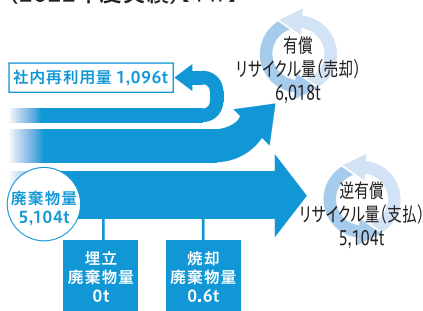 有償
リサイクル量(売却)
6,018t
社内再利用量 1,096t
廃棄物量
5,104t
逆有償
リサイクル量(支払)
5,104t
埋立
廃棄物量
0t
焼却
廃棄物量
0.6t